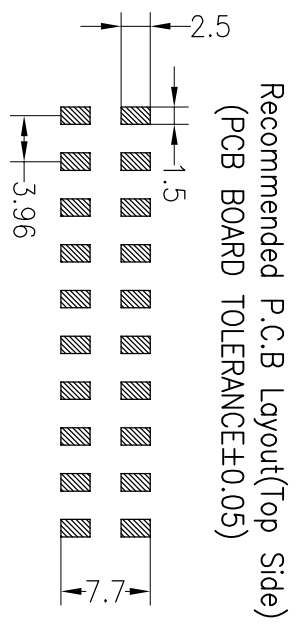 Recommended P.C.B Layout(Top Side)
(PCB BOARD TOLERANCE±0.05)
2.5
1.5
3.96
7.7